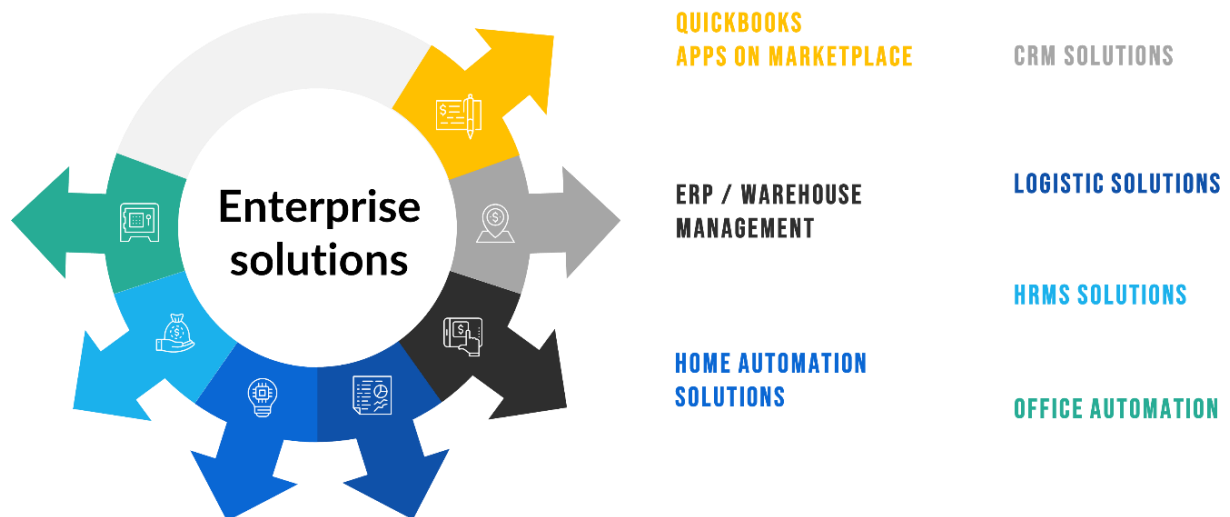 Enterprise
solutions
QUICKBOOKS
APPS ON MARKETPLACE
ERP / WAREHOUSE
MANAGEMENT
HOME AUTOMATION
SOLUTIONS
CRM SOLUTIONS
LOGISTIC SOLUTIONS
HRMS SOLUTIONS
OFFICE AUTOMATION